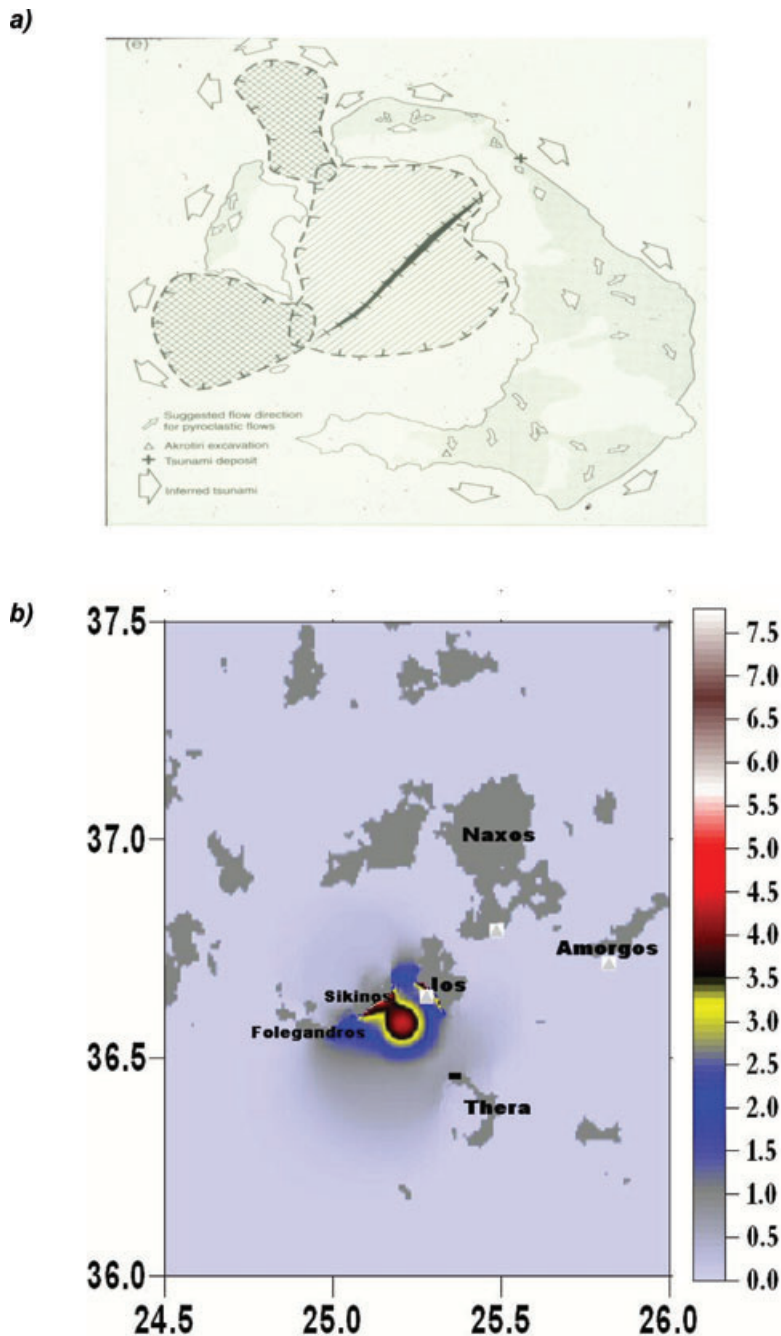 a)
(e)
Suggested flow direction
for pyroclastic flows
Akrotiri excavation
Tsunami deposit
Inferred tsunami
b)
37.5
37.0
36.5
36.0
24.5
25.0
25.5
26.0
Naxos
Amorgos
Ios
Sikinos
Folegandros
Thera
7.5
7.0
6.5
6.0
5.5
5.0
4.5
4.0
3.5
3.0
2.5
2.0
1.5
1.0
0.5
0.0